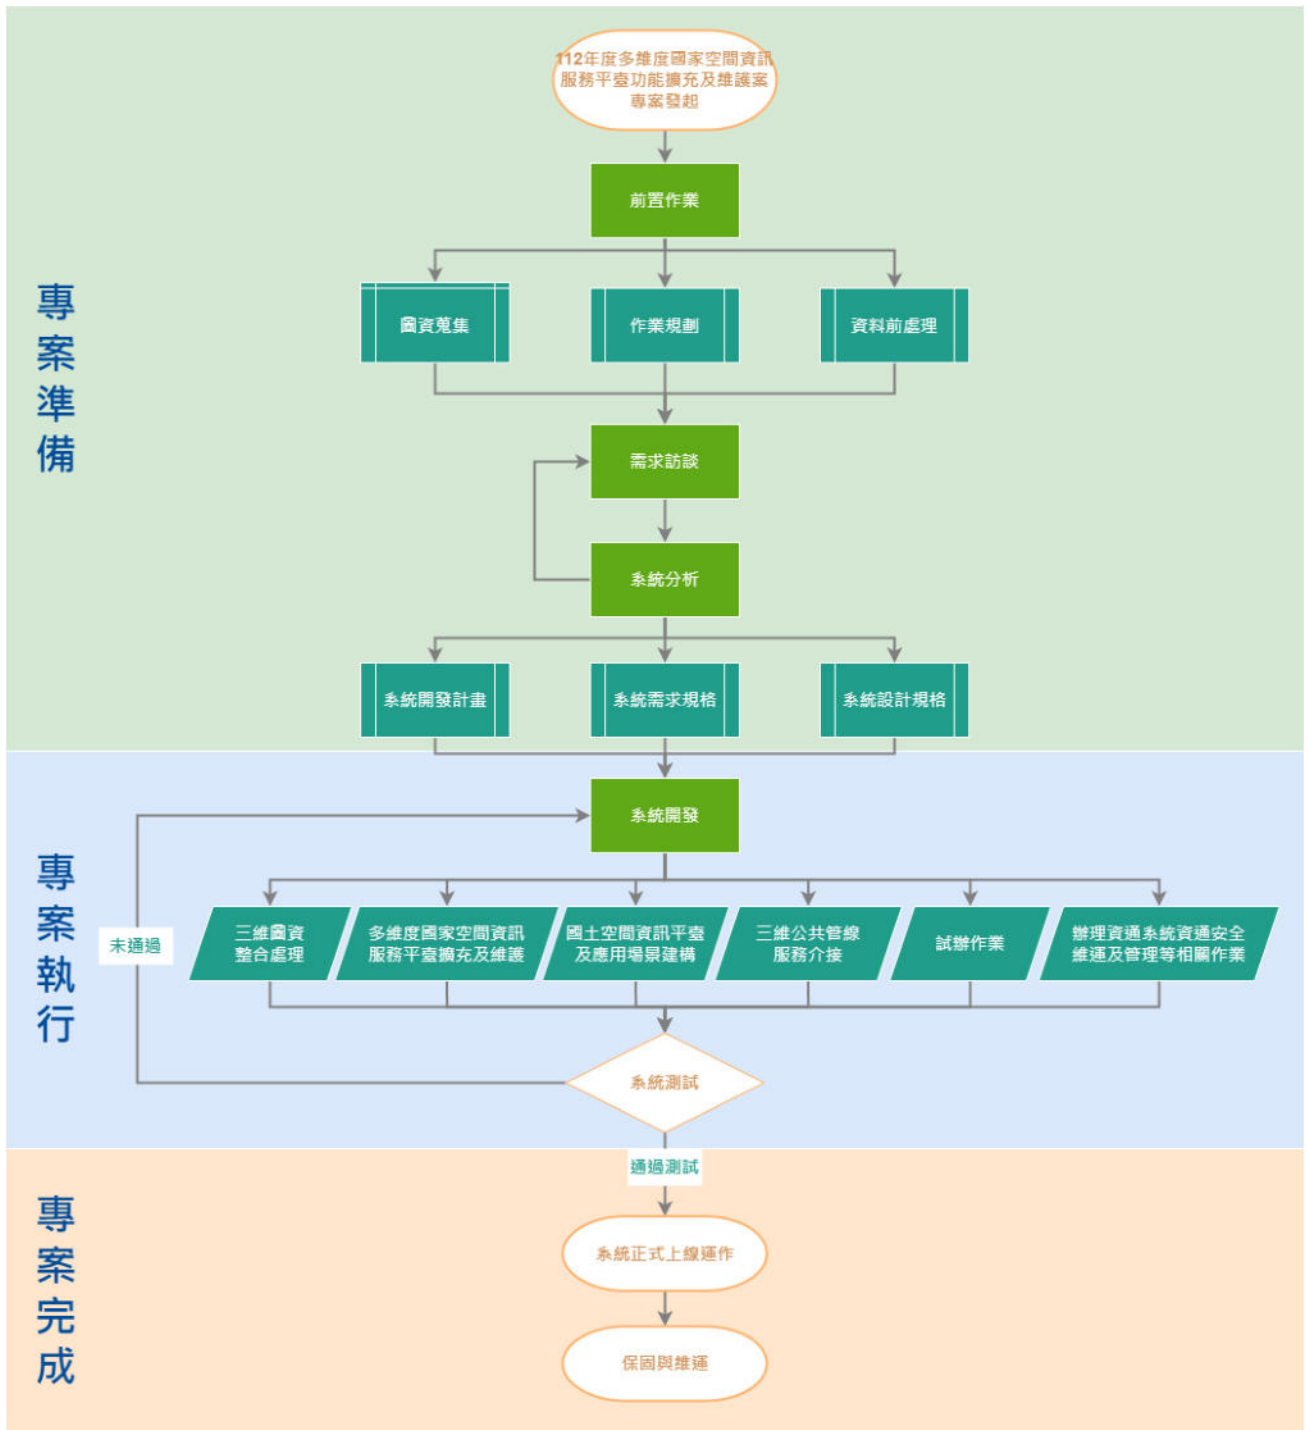 112年度多維度國家空間資訊
服務平臺功能擴充及維護案
專案發起
前置作業
圖資蒐集
作業規劃
資料前處理
專案準備
需求訪談
系統分析
系統開發計畫
系統需求規格
系統設計規格
系統開發
專案執行
未通過
三維圖資
整合處理
多維度國家空間資訊
服務平臺擴充及維護
國土空間資訊平臺
及應用場景建構
三維公共管線
服務介接
試辦作業
辦理資通系統資通安全
維運及管理等相關作業
系統測試
通過測試
專案完成
系統正式上線運作
保固與維運